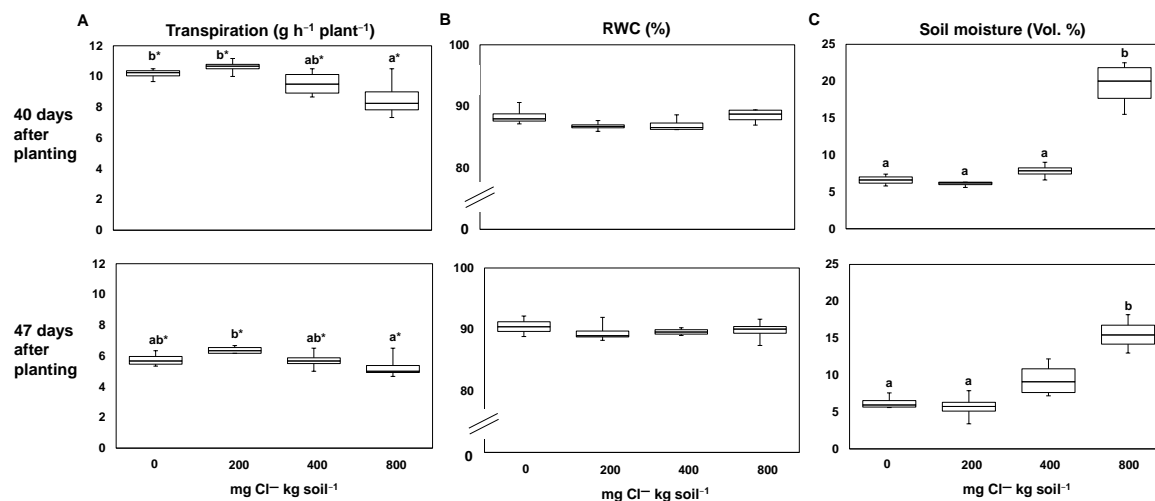 A
B
C
Transpiration (g h⁻¹ plant⁻¹)
RWC (%)
Soil moisture (Vol. %)
40 days
after
planting
12
10
8
6
4
2
0
b*
b*
ab*
a*
100
90
80
0
25
20
15
10
5
0
a
a
a
b
47 days
after
planting
12
10
8
6
4
2
0
ab*
b*
ab*
a*
100
90
80
0
25
20
15
10
5
0
a
a
b
0 200 400 800
0 200 400 800
0 200 400 800
mg Cl⁻ kg soil⁻¹
mg Cl⁻ kg soil⁻¹
mg Cl⁻ kg soil⁻¹